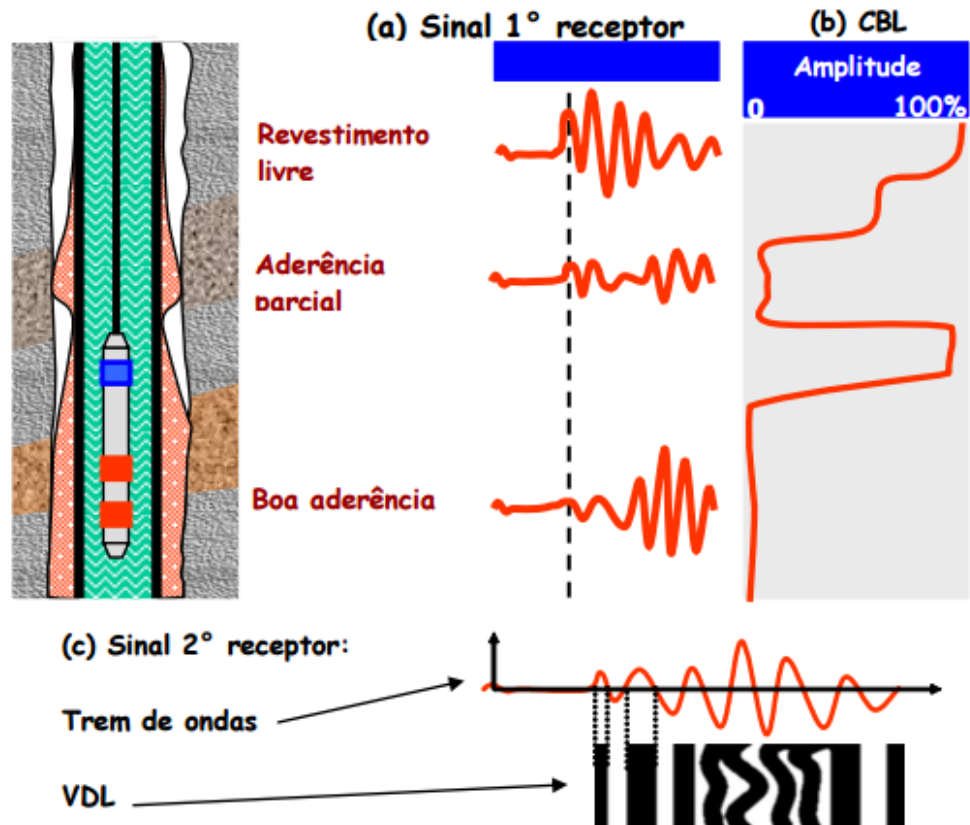 (a) Sinal 1° receptor
(b) CBL
Amplitude
0 100%
Revestimento
livre
Aderência
parcial
Boa aderência
(c) Sinal 2° receptor:
Trem de ondas
VDL